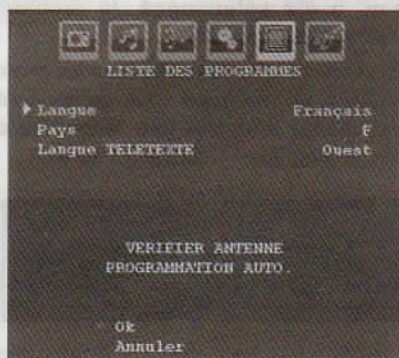 LISTE DES PROGRAMMES
Langue Français
Pays F
Langue TELETEXTE Ouest
VERIFIER ANTENNE
PROGRAMMATION AUTO.
Ok
Annuler